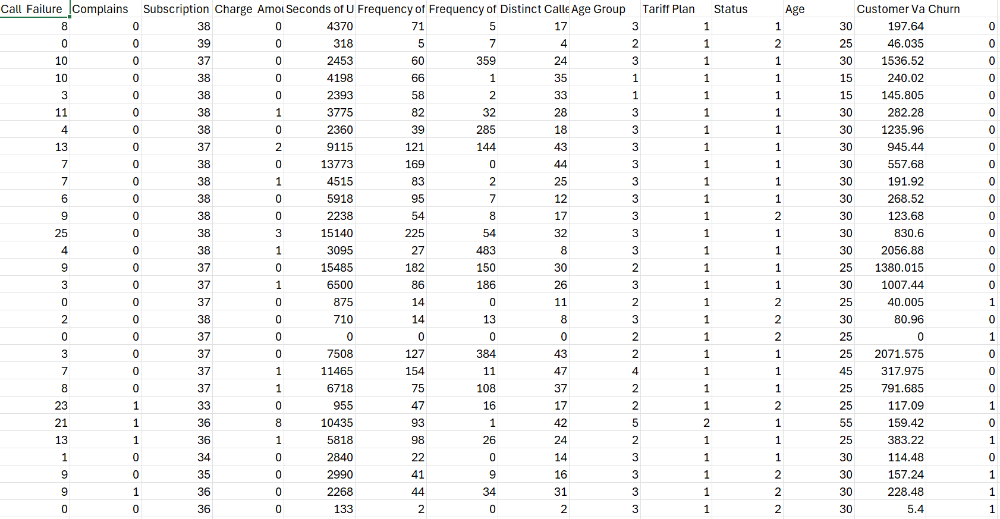 Call Failure Complains Subscription Charge Amou Seconds of U Frequency of Frequency of Distinct Calle Age Group Tariff Plan Status Age Customer Va Churn
8 0 38 0 4370 71 5 17 3 1 1 30 197.64 0
0 0 39 0 318 5 7 4 2 1 2 25 46.035 0
10 0 37 0 2453 60 359 24 3 1 1 30 1536.52 0
10 0 38 0 4198 66 1 35 1 1 1 15 240.02 0
3 0 38 0 2393 58 2 33 1 1 1 15 145.805 0
11 0 38 1 3775 82 32 28 3 1 1 30 282.28 0
4 0 38 0 2360 39 285 18 3 1 1 30 1235.96 0
13 0 37 2 9115 121 144 43 3 1 1 30 945.44 0
7 0 38 0 13773 169 0 44 3 1 1 30 557.68 0
7 0 38 1 4515 83 2 25 3 1 1 30 191.92 0
6 0 38 0 5918 95 7 12 3 1 1 30 268.52 0
9 0 38 0 2238 54 8 17 3 1 2 30 123.68 0
25 0 38 3 15140 225 54 32 3 1 1 30 830.6 0
4 0 38 1 3095 27 483 8 3 1 1 30 2056.88 0
9 0 37 0 15485 182 150 30 2 1 1 25 1380.015 0
3 0 37 1 6500 86 186 26 3 1 1 30 1007.44 0
0 0 37 0 875 14 0 11 2 1 2 25 40.005 1
2 0 38 0 710 14 13 8 3 1 2 30 80.96 0
0 0 37 0 0 0 0 0 2 1 2 25 0 1
3 0 37 0 7508 127 384 43 2 1 1 25 2071.575 0
7 0 37 1 11465 154 11 47 4 1 1 45 317.975 0
8 0 37 1 6718 75 108 37 2 1 1 25 791.685 0
23 1 33 0 955 47 16 17 2 1 2 25 117.09 1
21 1 36 8 10435 93 1 42 5 2 1 55 159.42 0
13 1 36 1 5818 98 26 24 2 1 1 25 383.22 1
1 0 34 0 2840 22 0 14 3 1 1 30 114.48 0
9 0 35 0 2990 41 9 16 3 1 2 30 157.24 1
9 1 36 0 2268 44 34 31 3 1 2 30 228.48 1
0 0 36 0 133 2 0 2 3 1 2 30 5.4 1